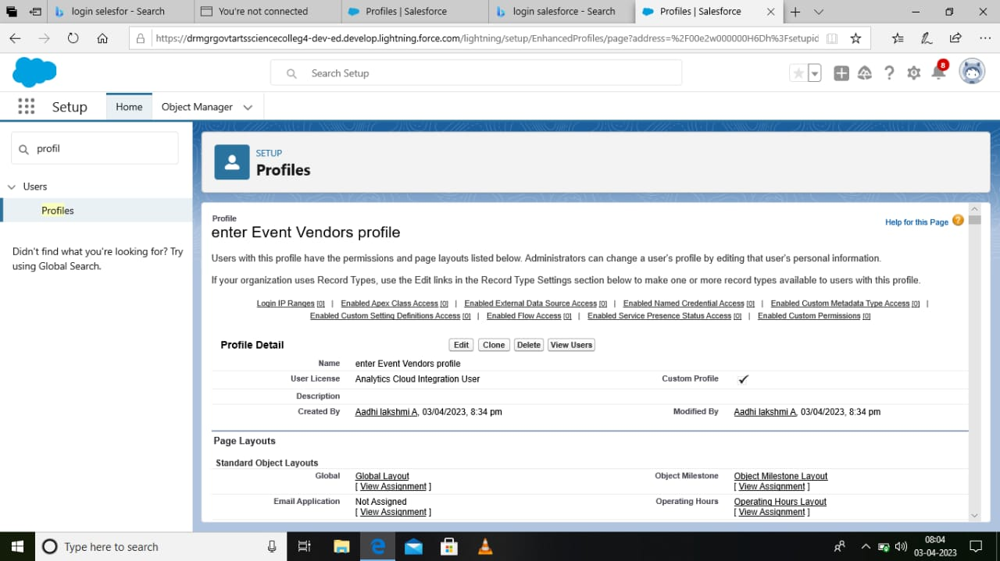 login selesfor - Search
You're not connected
Profiles | Salesforce
login salesforce - Search
Profiles | Salesforce
https://drmgrgovtartssciencecolleg4-dev-ed.develop.lightning.force.com/lightning/setup/EnhancedProfiles/page?address=%2F00e2w000000H6Dh%3Fsetupid
Search Setup
8
Setup
Home
Object Manager
profil
Users
Profiles
Didn't find what you're looking for? Try
using Global Search.
SETUP
Profiles
Profile
enter Event Vendors profile
Help for this Page ?
Users with this profile have the permissions and page layouts listed below. Administrators can change a user's profile by editing that user's personal information.
If your organization uses Record Types, use the Edit links in the Record Type Settings section below to make one or more record types available to users with this profile.
Login IP Ranges [0] | Enabled Apex Class Access [0] | Enabled External Data Source Access [0] | Enabled Named Credential Access [0] | Enabled Custom Metadata Type Access [0] |
Enabled Custom Setting Definitions Access [0] | Enabled Flow Access [0] | Enabled Service Presence Status Access [0] | Enabled Custom Permissions [0]
Profile Detail Edit Clone Delete View Users
Name enter Event Vendors profile
User License Analytics Cloud Integration User Custom Profile ✓
Description
Created By Aadhi lakshmi A, 03/04/2023, 8:34 pm Modified By Aadhi lakshmi A, 03/04/2023, 8:34 pm
Page Layouts
Standard Object Layouts
Global Global Layout Object Milestone Object Milestone Layout
[ View Assignment ] [ View Assignment ]
Email Application Not Assigned Operating Hours Operating Hours Layout
[ View Assignment ] [ View Assignment ]
Type here to search
08:04
03-04-2023